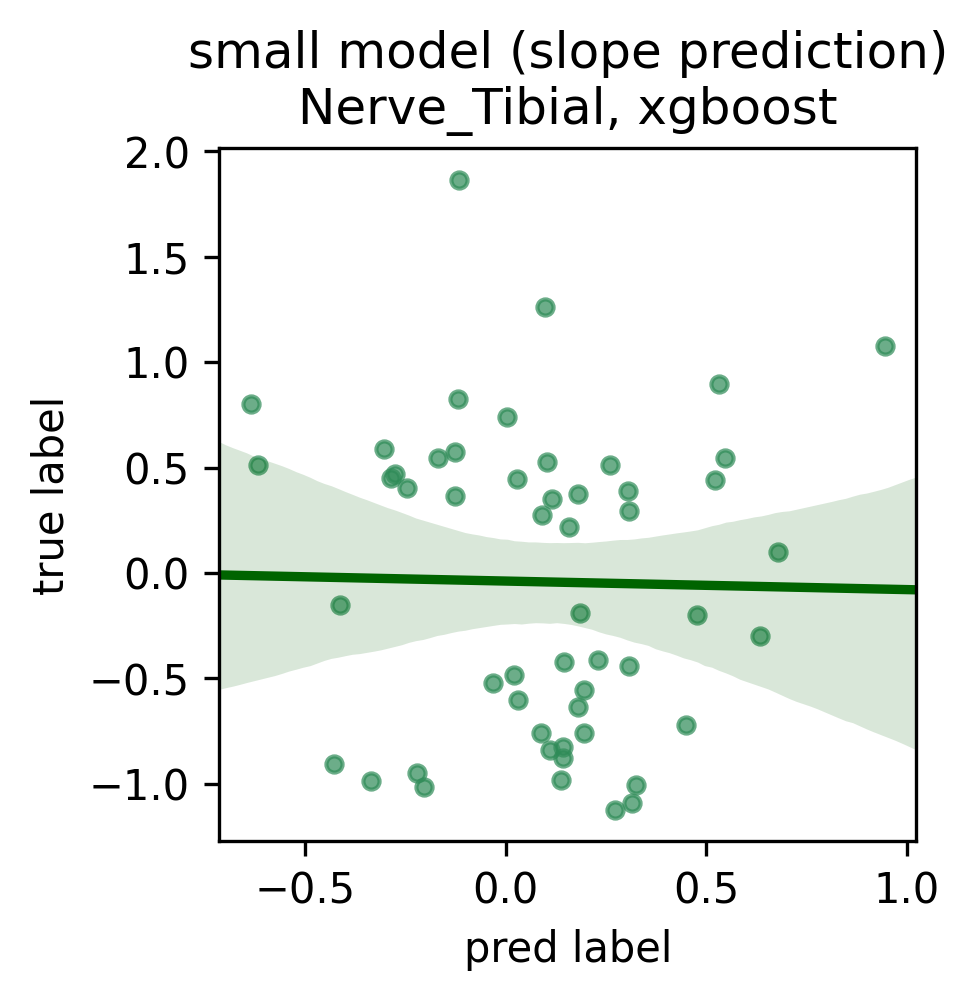 small model (slope prediction)
Nerve_Tibial, xgboost
2.0
1.5
1.0
0.5
0.0
−0.5
−1.0
true label
−0.5 0.0 0.5 1.0
pred label